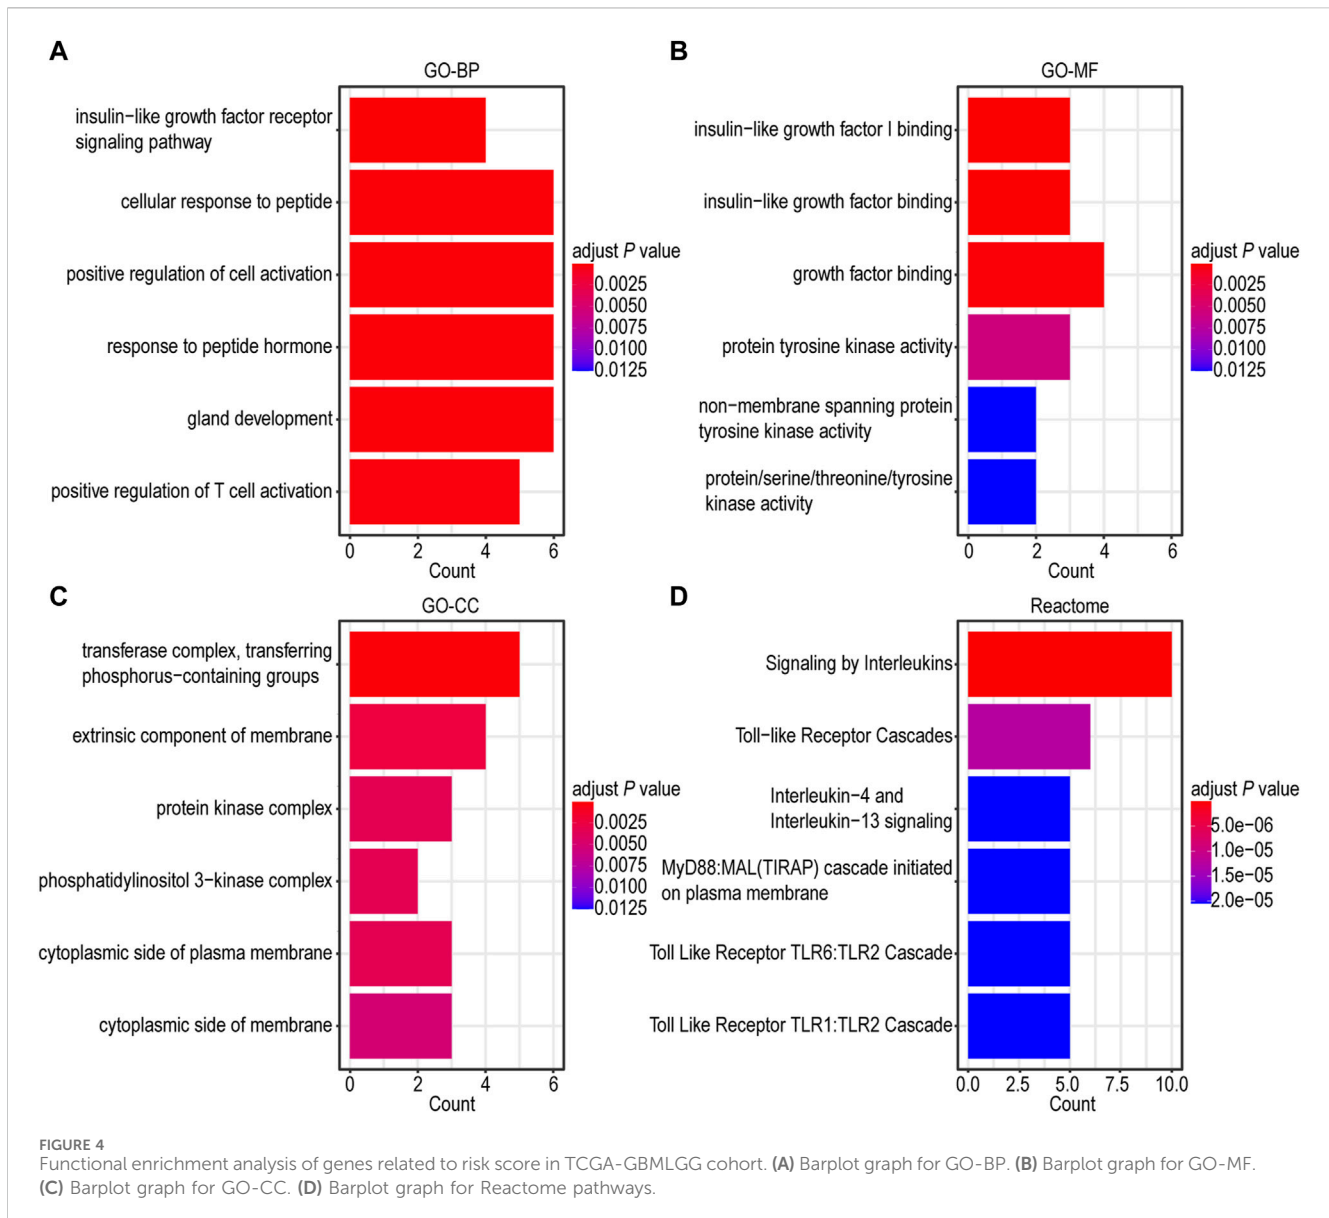 A
GO-BP
insulin-like growth factor receptor
signaling pathway
cellular response to peptide
positive regulation of cell activation
response to peptide hormone
gland development
positive regulation of T cell activation
0 2 4 6
Count
adjust P value
0.0025
0.0050
0.0075
0.0100
0.0125
B
GO-MF
insulin-like growth factor I binding
insulin-like growth factor binding
growth factor binding
protein tyrosine kinase activity
non-membrane spanning protein
tyrosine kinase activity
protein/serine/threonine/tyrosine
kinase activity
0 2 4 6
Count
adjust P value
0.0025
0.0050
0.0075
0.0100
0.0125
C
GO-CC
transferase complex, transferring
phosphorus-containing groups
extrinsic component of membrane
protein kinase complex
phosphatidylinositol 3-kinase complex
cytoplasmic side of plasma membrane
cytoplasmic side of membrane
0 2 4 6
Count
adjust P value
0.0025
0.0050
0.0075
0.0100
0.0125
D
Reactome
Signaling by Interleukins
Toll-like Receptor Cascades
Interleukin-4 and
Interleukin-13 signaling
MyD88:MAL(TIRAP) cascade initiated
on plasma membrane
Toll Like Receptor TLR6:TLR2 Cascade
Toll Like Receptor TLR1:TLR2 Cascade
0.0 2.5 5.0 7.5 10.0
Count
adjust P value
5.0e-06
1.0e-05
1.5e-05
2.0e-05
FIGURE 4
Functional enrichment analysis of genes related to risk score in TCGA-GBMLGG cohort. (A) Barplot graph for GO-BP. (B) Barplot graph for GO-MF.
(C) Barplot graph for GO-CC. (D) Barplot graph for Reactome pathways.